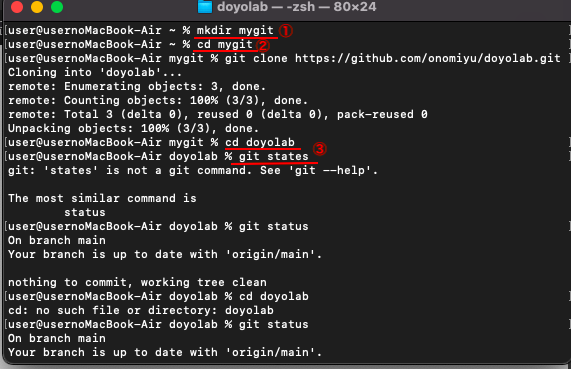 doyolab — -zsh — 80×24
[user@usernoMacBook-Air ~ % mkdir mygit ① ]
[user@usernoMacBook-Air ~ % cd mygit ② ]
[user@usernoMacBook-Air mygit % git clone https://github.com/onomiyu/doyolab.git ]
Cloning into 'doyolab'...
remote: Enumerating objects: 3, done.
remote: Counting objects: 100% (3/3), done.
remote: Total 3 (delta 0), reused 0 (delta 0), pack-reused 0
Unpacking objects: 100% (3/3), done.
[user@usernoMacBook-Air mygit % cd doyolab ]
[user@usernoMacBook-Air doyolab % git states ③ ]
git: 'states' is not a git command. See 'git --help'.
The most similar command is
status
[user@usernoMacBook-Air doyolab % git status ]
On branch main
Your branch is up to date with 'origin/main'.
nothing to commit, working tree clean
[user@usernoMacBook-Air doyolab % cd doyolab ]
cd: no such file or directory: doyolab
[user@usernoMacBook-Air doyolab % git status ]
On branch main
Your branch is up to date with 'origin/main'.